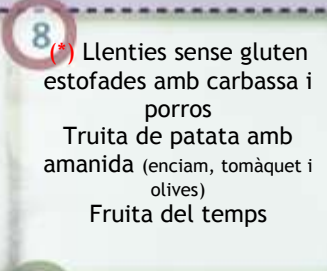 8
(*) Llenties sense gluten
estofades amb carbassa i
porros
Truita de patata amb
amanida (enciam, tomàquet i
olives)
Fruita del temps